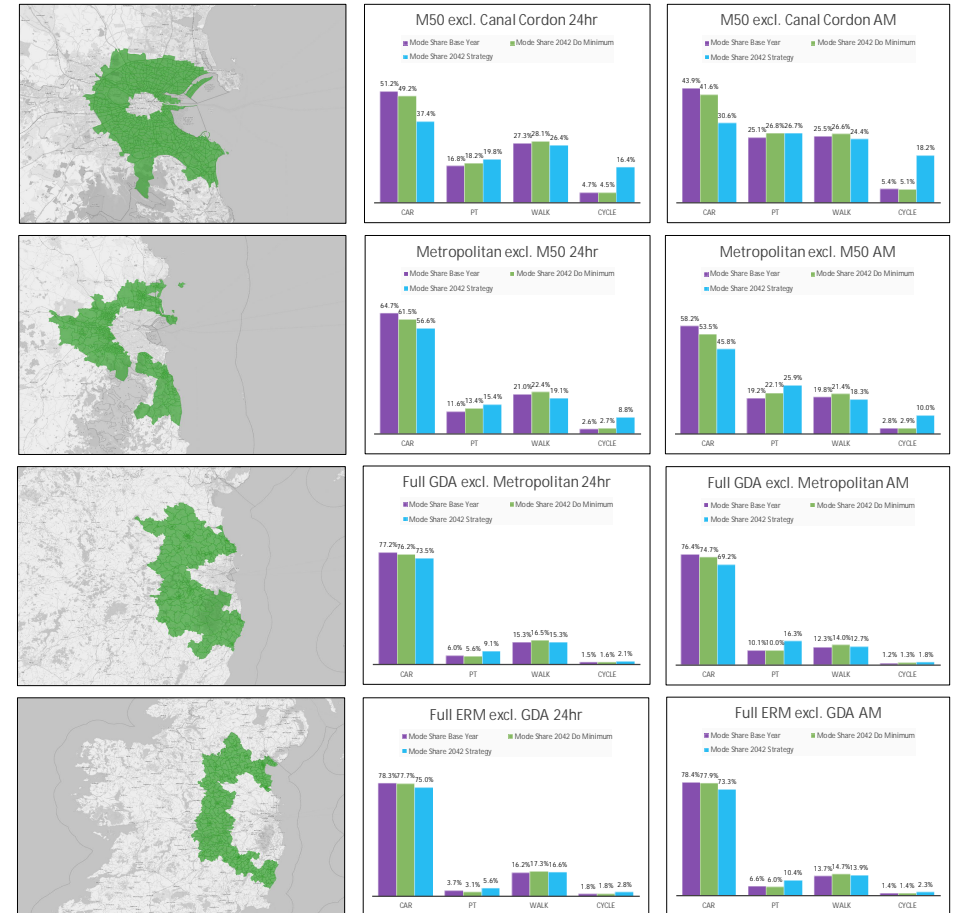 M50 excl. Canal Cordon 24hr
Mode Share Base Year Mode Share 2042 Do Minimum
Mode Share 2042 Strategy
51.2% 49.2% 37.4% 16.8% 18.2% 19.8% 27.3% 28.1% 26.4% 4.7% 4.5% 16.4%
CAR PT WALK CYCLE
M50 excl. Canal Cordon AM
Mode Share Base Year Mode Share 2042 Do Minimum
Mode Share 2042 Strategy
43.9% 41.6% 30.6% 25.1% 26.8% 26.7% 25.5% 26.6% 24.4% 5.4% 5.1% 18.2%
CAR PT WALK CYCLE
Metropolitan excl. M50 24hr
Mode Share Base Year Mode Share 2042 Do Minimum
Mode Share 2042 Strategy
64.7% 61.5% 56.6% 11.6% 13.4% 15.4% 21.0% 22.4% 19.1% 2.6% 2.7% 8.8%
CAR PT WALK CYCLE
Metropolitan excl. M50 AM
Mode Share Base Year Mode Share 2042 Do Minimum
Mode Share 2042 Strategy
58.2% 53.5% 45.8% 19.2% 22.1% 25.9% 19.8% 21.4% 18.3% 2.8% 2.9% 10.0%
CAR PT WALK CYCLE
Full GDA excl. Metropolitan 24hr
Mode Share Base Year Mode Share 2042 Do Minimum
Mode Share 2042 Strategy
77.2% 76.2% 73.5% 6.0% 5.6% 9.1% 15.3% 16.5% 15.3% 1.5% 1.6% 2.1%
CAR PT WALK CYCLE
Full GDA excl. Metropolitan AM
Mode Share Base Year Mode Share 2042 Do Minimum
Mode Share 2042 Strategy
76.4% 74.7% 69.2% 10.1% 10.0% 16.3% 12.3% 14.0% 12.7% 1.2% 1.3% 1.8%
CAR PT WALK CYCLE
Full ERM excl. GDA 24hr
Mode Share Base Year Mode Share 2042 Do Minimum
Mode Share 2042 Strategy
78.3% 77.7% 75.0% 3.7% 3.1% 5.6% 16.2% 17.3% 16.6% 1.8% 1.8% 2.8%
CAR PT WALK CYCLE
Full ERM excl. GDA AM
Mode Share Base Year Mode Share 2042 Do Minimum
Mode Share 2042 Strategy
78.4% 77.9% 73.3% 6.6% 6.0% 10.4% 13.7% 14.7% 13.9% 1.4% 1.4% 2.3%
CAR PT WALK CYCLE